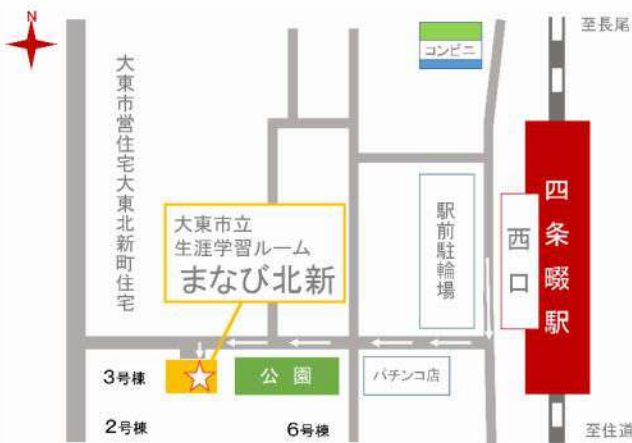 N
至長尾
コンビニ
大東市営住宅大東北新町住宅
四条畷駅
西口
駅前駐輪場
大東市立
生涯学習ルーム
まなび北新
3号棟
公園
パチンコ店
2号棟
6号棟
至住道